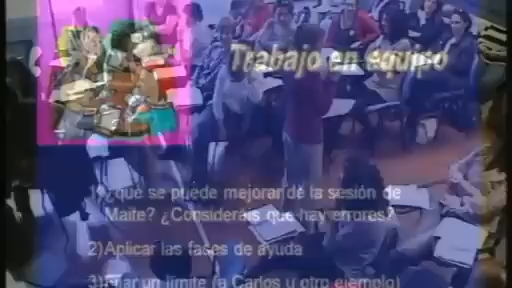 Trabajo en equipo
1)¿qué se puede mejorar de la sesión de
Maite? ¿Consideráis que hay errores?
2)Aplicar las fases de ayuda
3)Fijar un límite (a Carlos y otro ejemplo)